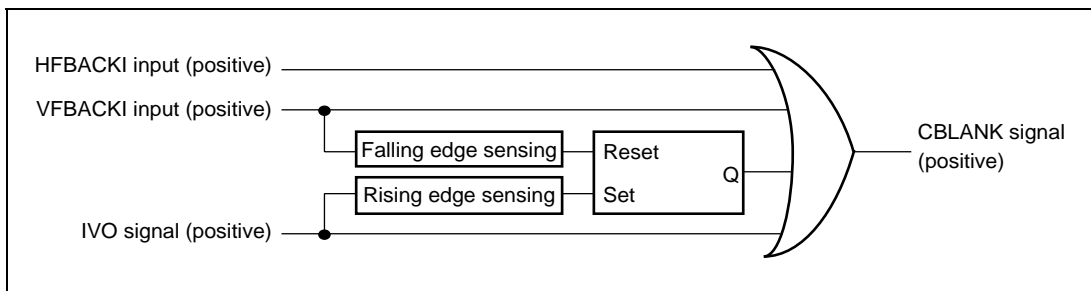 HFBACKI input (positive)
VFBACKI input (positive)
Falling edge sensing
Reset
Q
CBLANK signal
(positive)
Rising edge sensing
Set
IVO signal (positive)